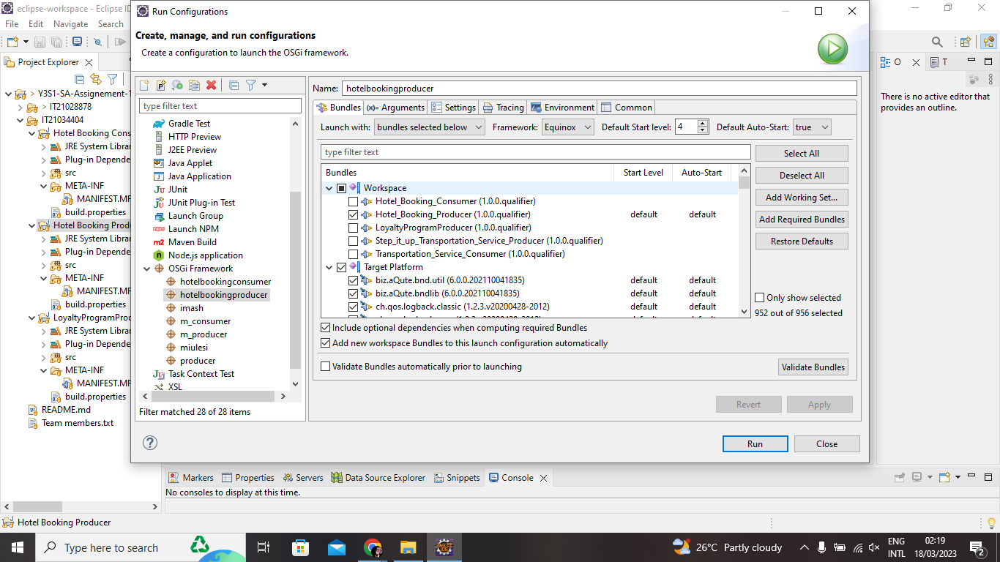 eclipse-workspace - Eclipse ID
File Edit Navigate Search
Project Explorer
> Y3S1-SA-Assignement-1
> IT21028878
IT21034404
Hotel Booking Cons
JRE System Librar
Plug-in Depende
src
META-INF
MANIFEST.MF
build.properties
Hotel Booking Produ
JRE System Librar
Plug-in Depende
src
META-INF
MANIFEST.MF
build.properties
LoyaltyProgramProd
JRE System Librar
Plug-in Depende
src
META-INF
MANIFEST.MF
build.properties
README.md
Team members.txt
Run Configurations
Create, manage, and run configurations
Create a configuration to launch the OSGi framework.
type filter text
Gradle Test
HTTP Preview
J2EE Preview
Java Applet
Java Application
JUnit
JUnit Plug-in Test
Launch Group
Launch NPM
Maven Build
Node.js application
OSGi Framework
hotelbookingconsumer
hotelbookingproducer
imash
m_consumer
m_producer
miulesi
producer
Task Context Test
XSL
Filter matched 28 of 28 items
Name: hotelbookingproducer
Bundles (x)= Arguments Settings Tracing Environment Common
Launch with: bundles selected below Framework: Equinox Default Start level: 4 Default Auto-Start: true
type filter text
Bundles Start Level Auto-Start
Workspace
Hotel_Booking_Consumer (1.0.0.qualifier)
Hotel_Booking_Producer (1.0.0.qualifier) default default
LoyaltyProgramProducer (1.0.0.qualifier)
Step_it_up_Transportation_Service_Producer (1.0.0.qualifier)
Transportation_Service_Consumer (1.0.0.qualifier)
Target Platform
biz.aQute.bnd.util (6.0.0.202110041835) default default
biz.aQute.bndlib (6.0.0.202110041835) default default
ch.qos.logback.classic (1.2.3.v20200428-2012) default default
Select All
Deselect All
Add Working Set...
Add Required Bundles
Restore Defaults
Only show selected
952 out of 956 selected
Include optional dependencies when computing required Bundles
Add new workspace Bundles to this launch configuration automatically
Validate Bundles automatically prior to launching
Validate Bundles
Revert Apply
Run Close
O T
There is no active editor that
provides an outline.
Markers Properties Servers Data Source Explorer Snippets Console
No consoles to display at this time.
Hotel Booking Producer
Type here to search
26°C Partly cloudy
ENG
INTL
02:19
18/03/2023
2